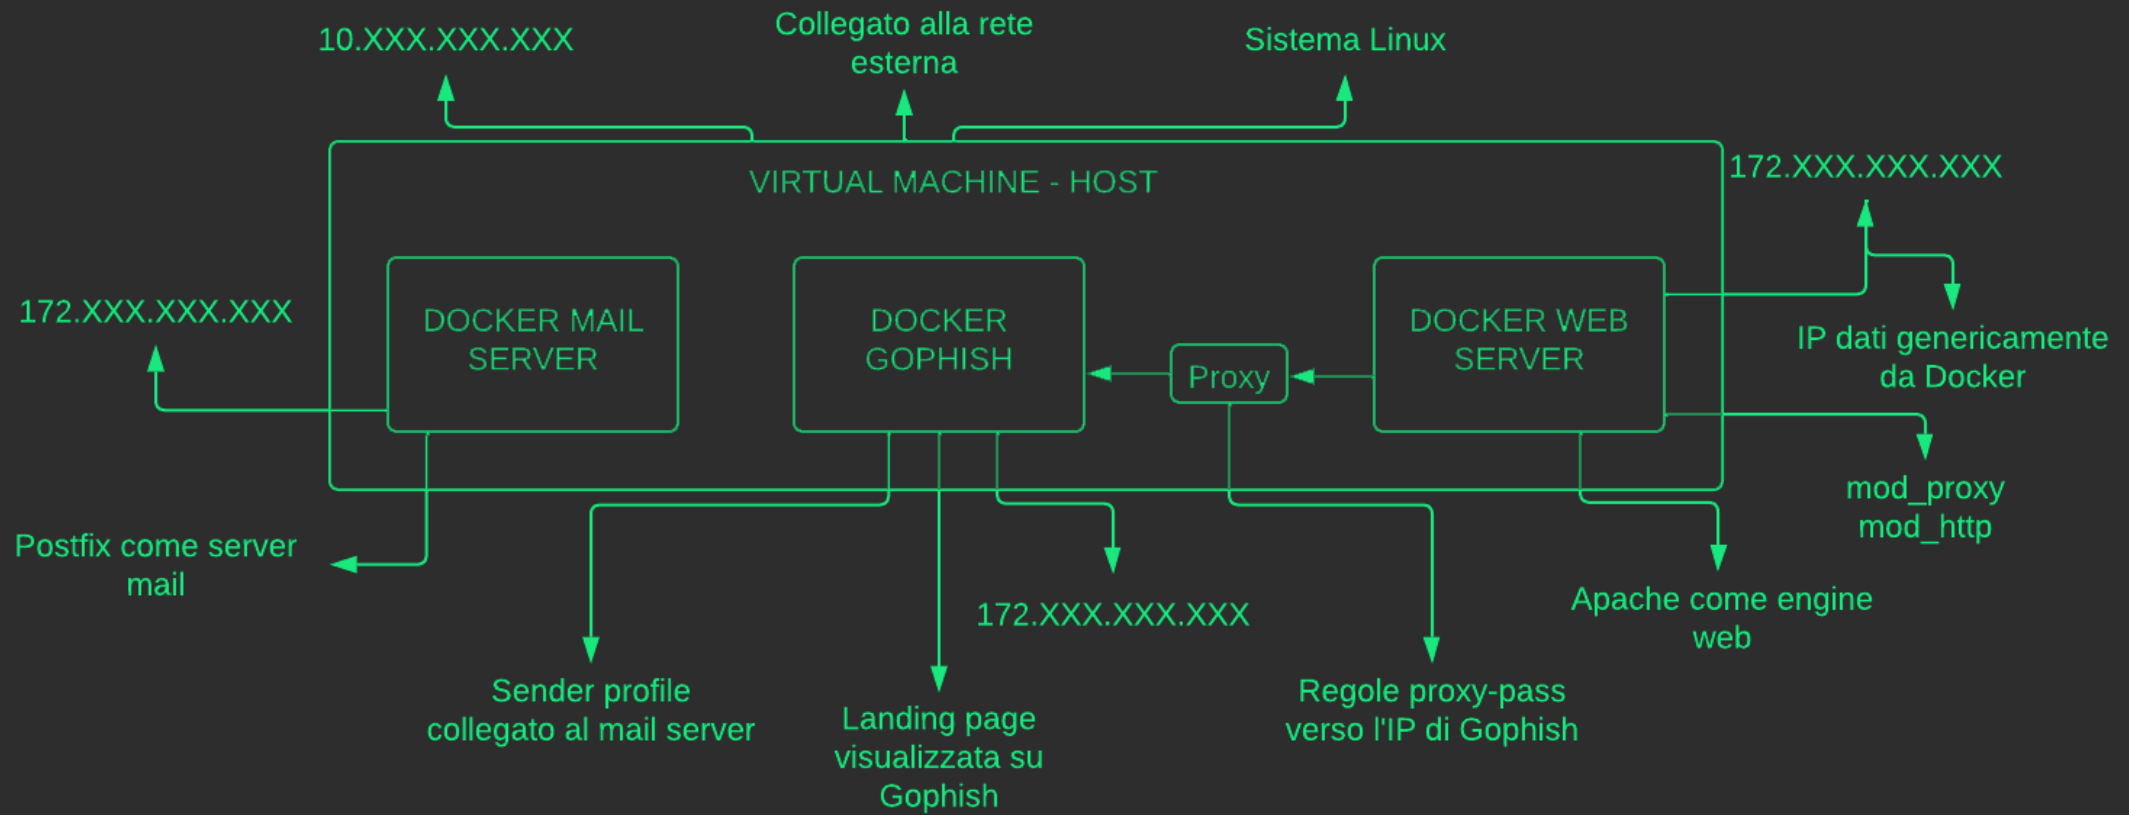 10.XXX.XXX.XXX
Collegato alla rete
esterna
Sistema Linux
VIRTUAL MACHINE - HOST
172.XXX.XXX.XXX
172.XXX.XXX.XXX
DOCKER MAIL
SERVER
DOCKER
GOPHISH
Proxy
DOCKER WEB
SERVER
IP dati genericamente
da Docker
mod_proxy
mod_http
Postfix come server
mail
172.XXX.XXX.XXX
Apache come engine
web
Sender profile
collegato al mail server
Landing page
visualizzata su
Gophish
Regole proxy-pass
verso l'IP di Gophish